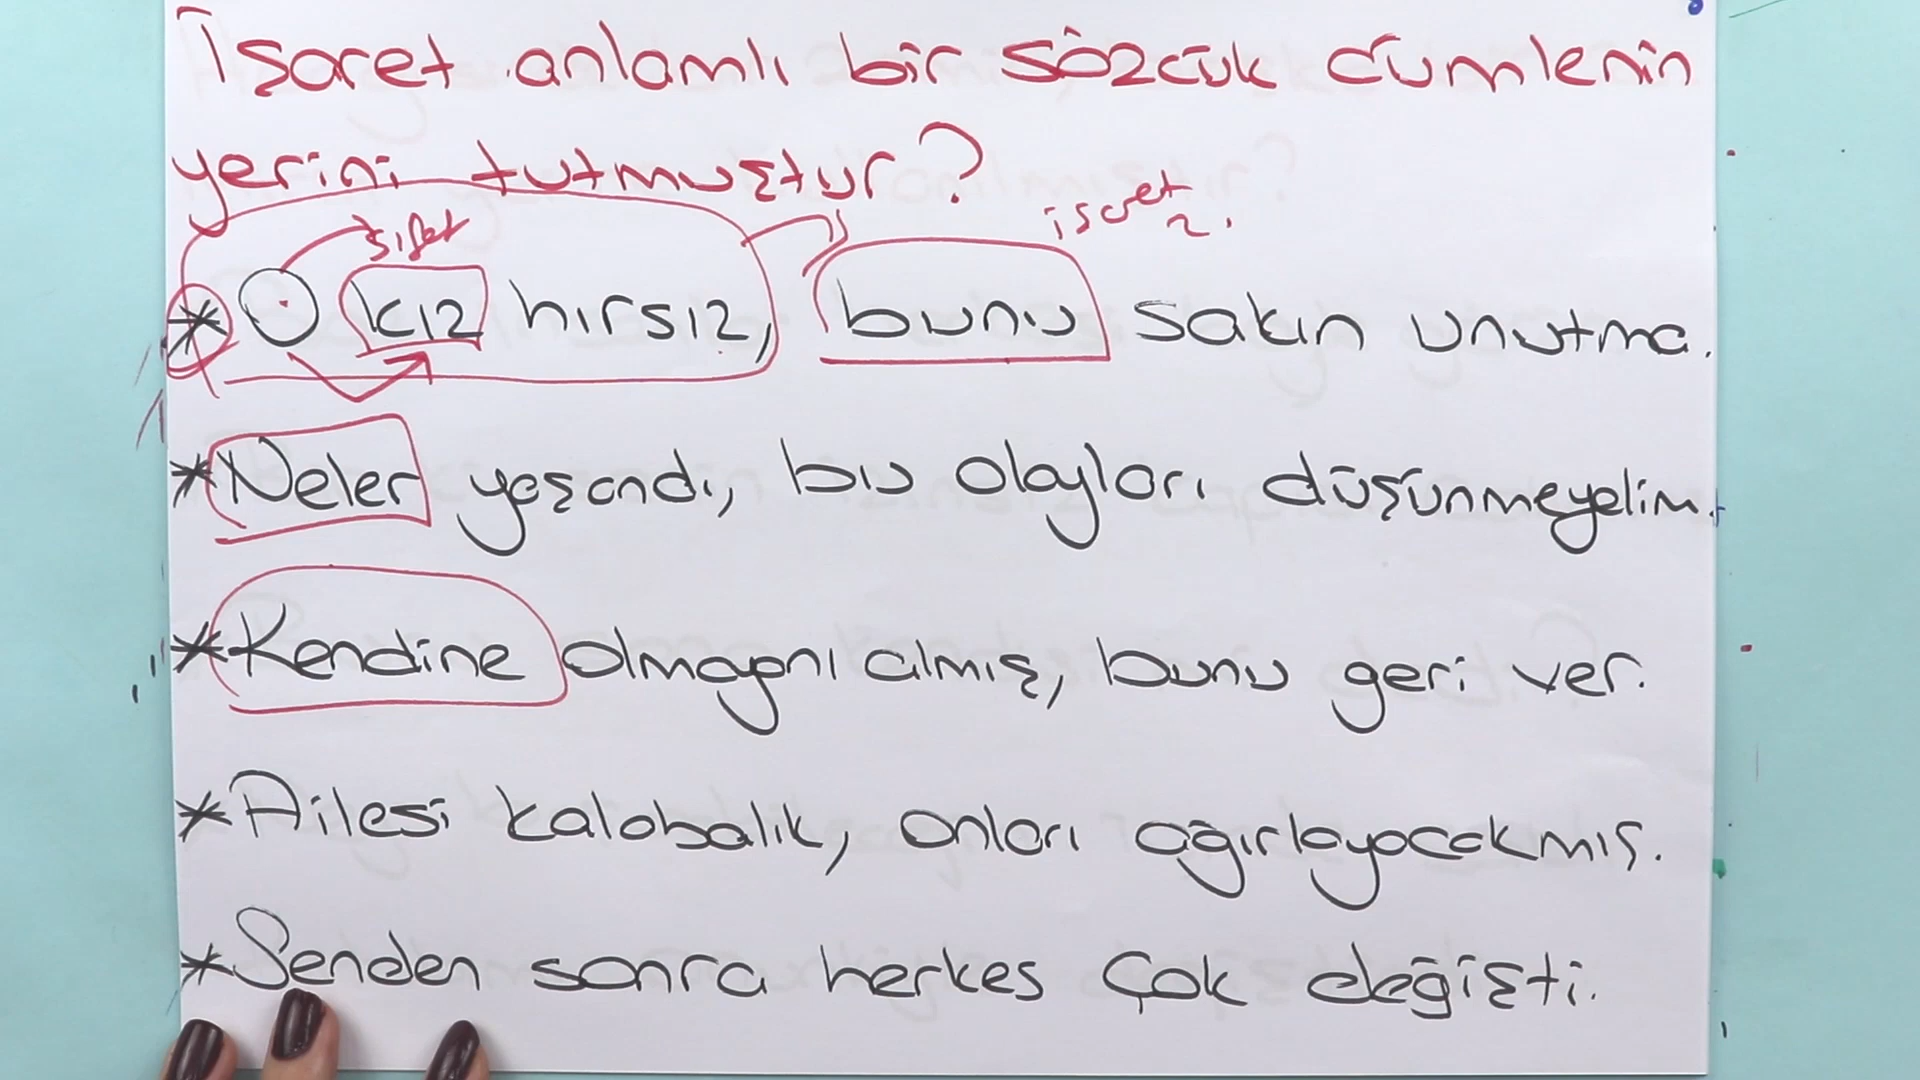 İşaret anlamlı bir sözcük cümlenin
yerini tutmuştur?
işaret z.
sıfat
* O kız hırsız, bunu sakın unutma.
* Neler yaşandı, bu olayları düşünmeyelim.
* Kendine olmayanı almış, bunu geri ver.
* Ailesi kalabalık, onları ağırlayacakmış.
* Senden sonra herkes çok değişti.